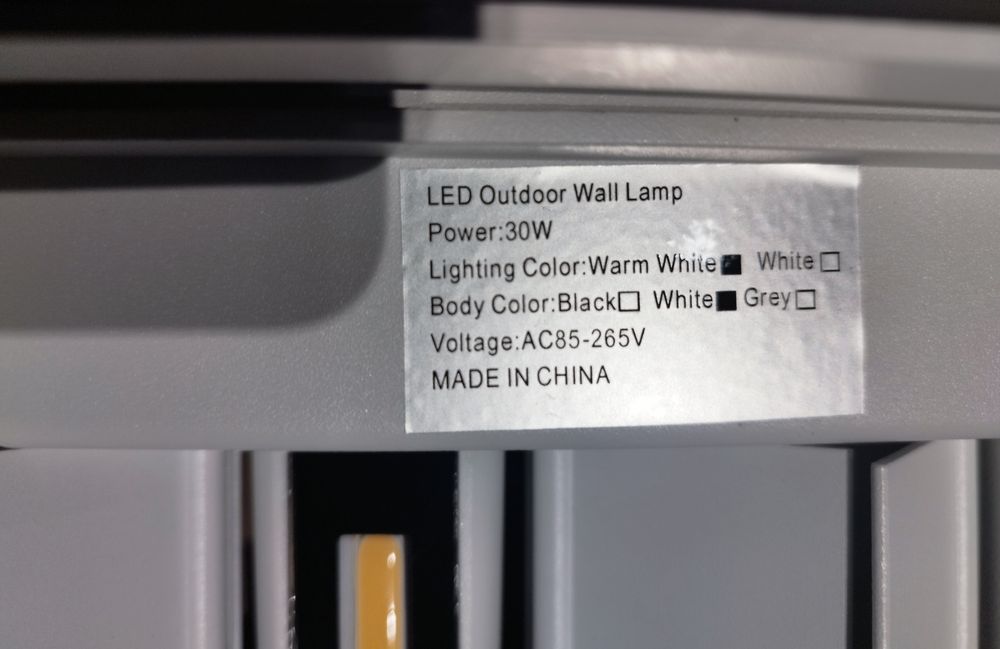 LED Outdoor Wall Lamp
Power:30W
Lighting Color:Warm White■ White□
Body Color:Black□ White■ Grey□
Voltage:AC85-265V
MADE IN CHINA